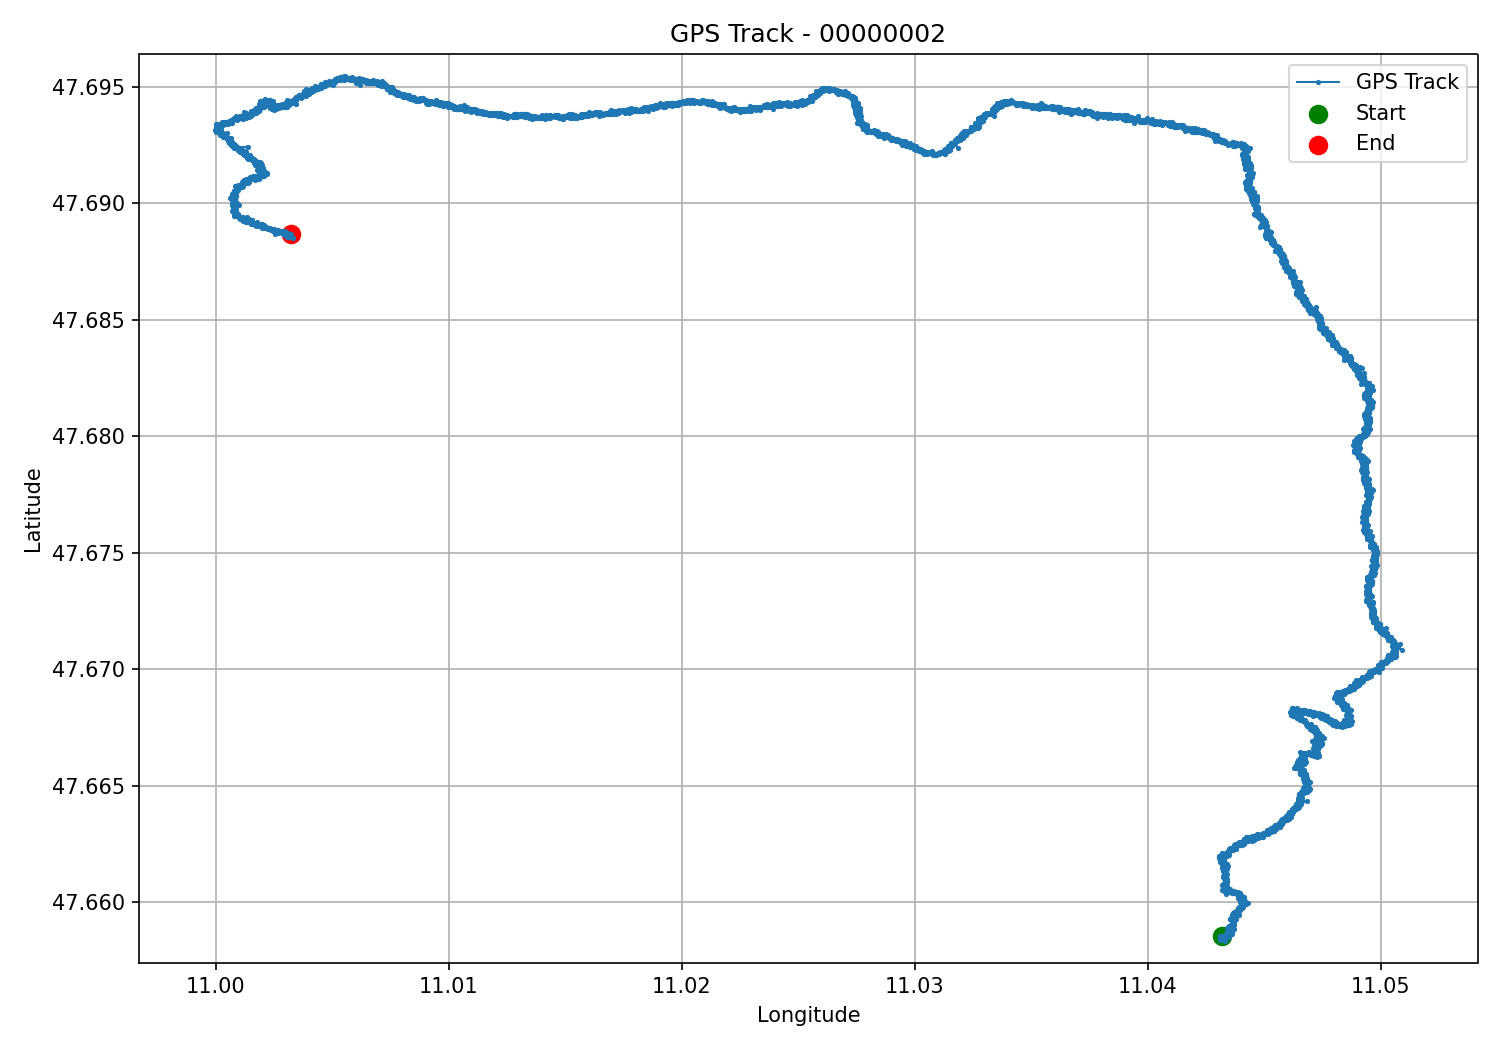 GPS Track - 00000002
GPS Track
Start
End
47.695
47.690
47.685
47.680
47.675
47.670
47.665
47.660
Latitude
11.00 11.01 11.02 11.03 11.04 11.05
Longitude